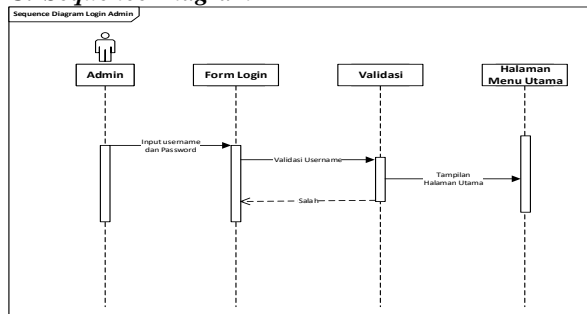 Sequence Diagram Login Admin
Admin
Form Login
Validasi
Halaman
Menu Utama
Input username
dan Password
Validasi Username
Tampilan
Halaman Utama
Salah